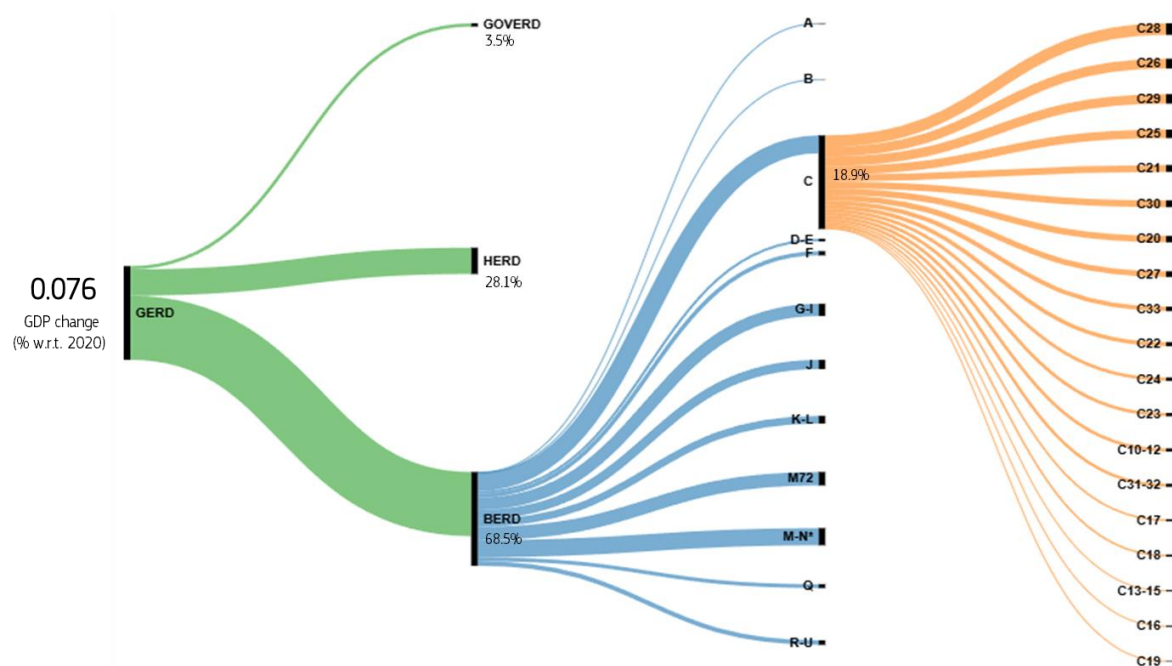 GOVERD
3.5%
HERD
28.1%
0.076
GDP change
(% w.r.t. 2020)
GERD
BERD
68.5%
A
B
C
18.9%
D-E
F
G-I
J
K-L
M72
M-N*
Q
R-U
C28
C26
C29
C25
C21
C30
C20
C27
C33
C22
C24
C23
C10-12
C31-32
C17
C18
C13-15
C16
C19